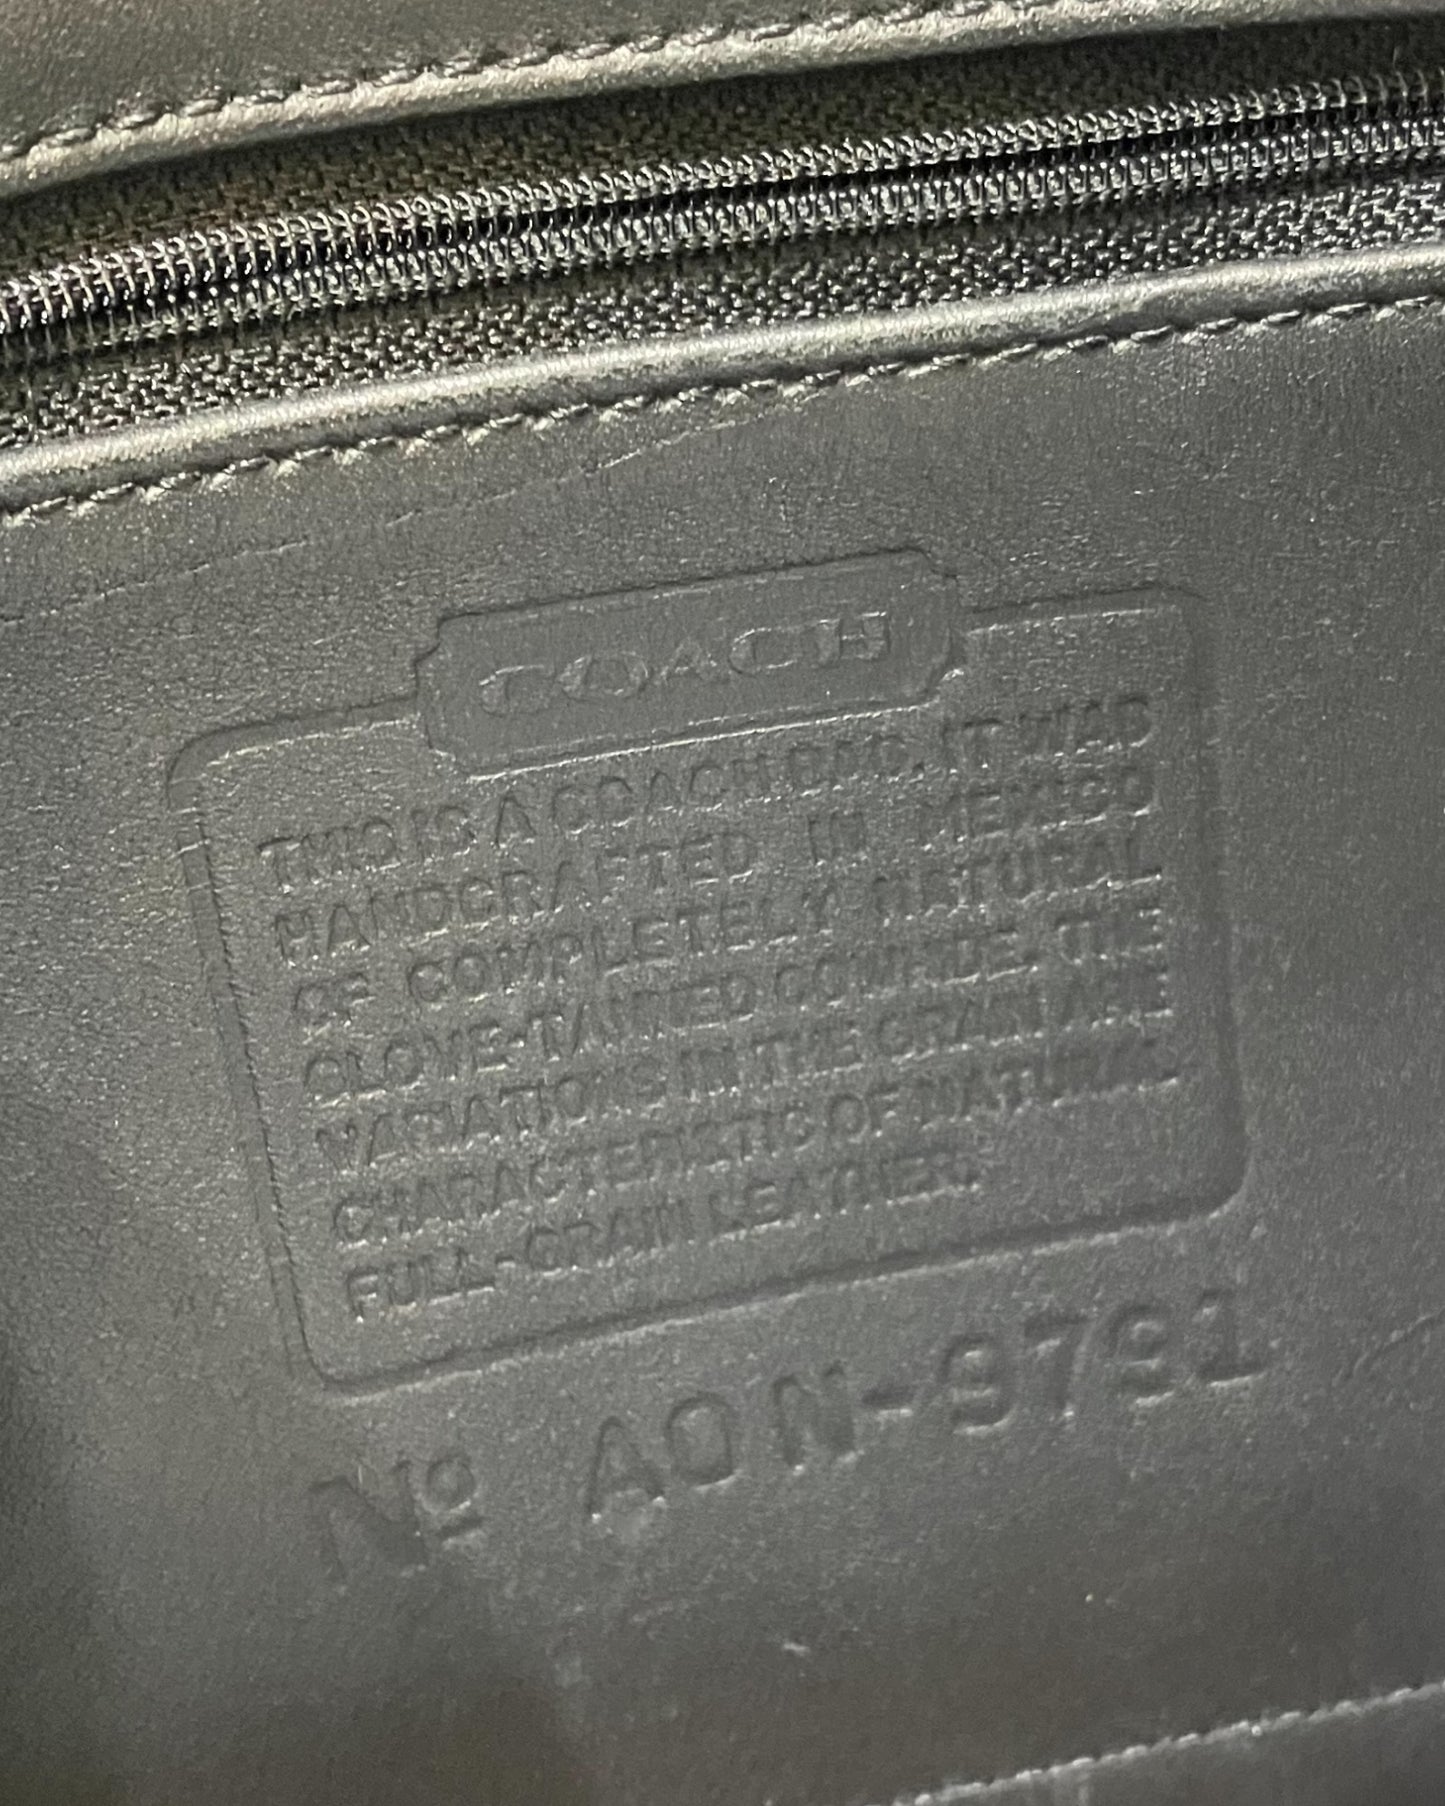 COACH
THIS IS A COACH BAG. IT WAS
HANDCRAFTED IN MEXICO
OF COMPLETELY NATURAL
GLOVE-TANNED COWHIDE. THE
VARIATIONS IN THE GRAIN ARE
CHARACTERISTIC OF NATURAL
FULL-GRAIN LEATHER.
Nº AON-9791